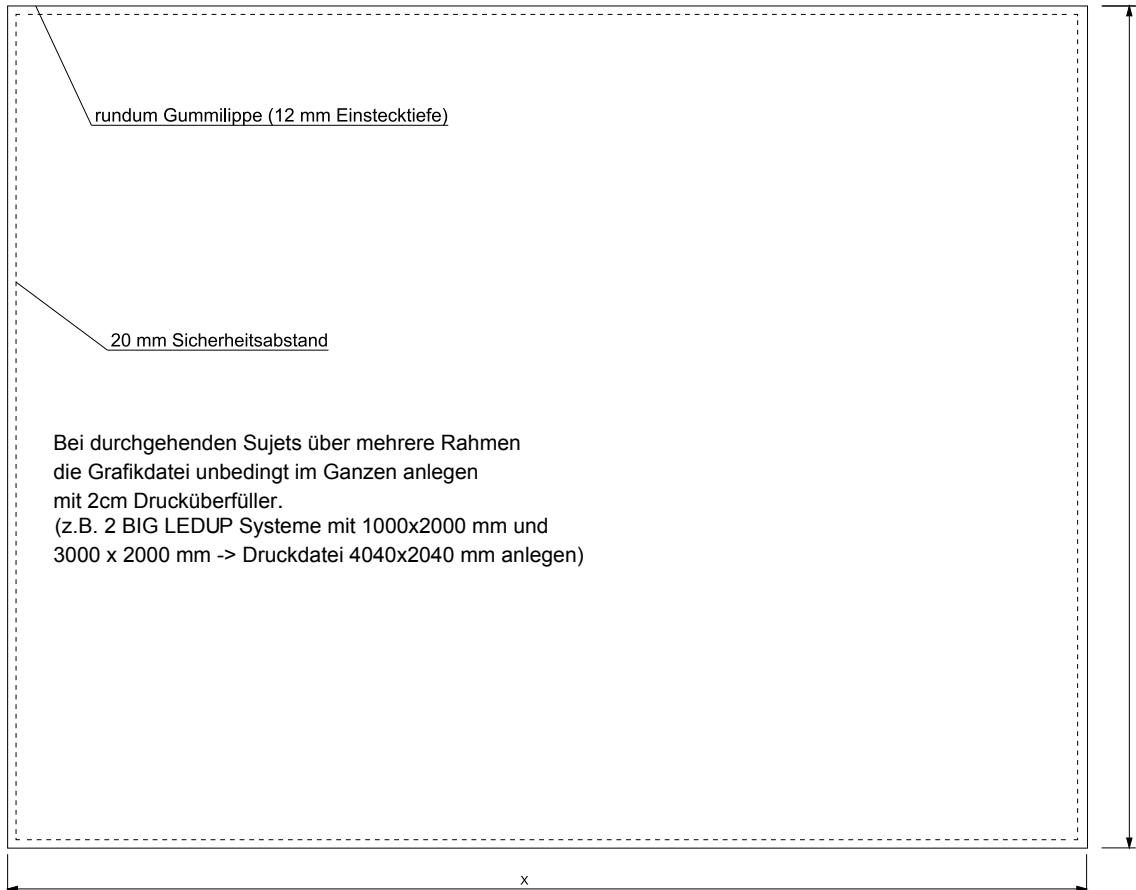 rundum Gummilippe (12 mm Einstecktiefe)
20 mm Sicherheitsabstand
Bei durchgehenden Sujets über mehrere Rahmen
die Grafikdatei unbedingt im Ganzen anlegen
mit 2cm Drucküberfüller.
(z.B. 2 BIG LEDUP Systeme mit 1000x2000 mm und
3000 x 2000 mm -> Druckdatei 4040x2040 mm anlegen)
x